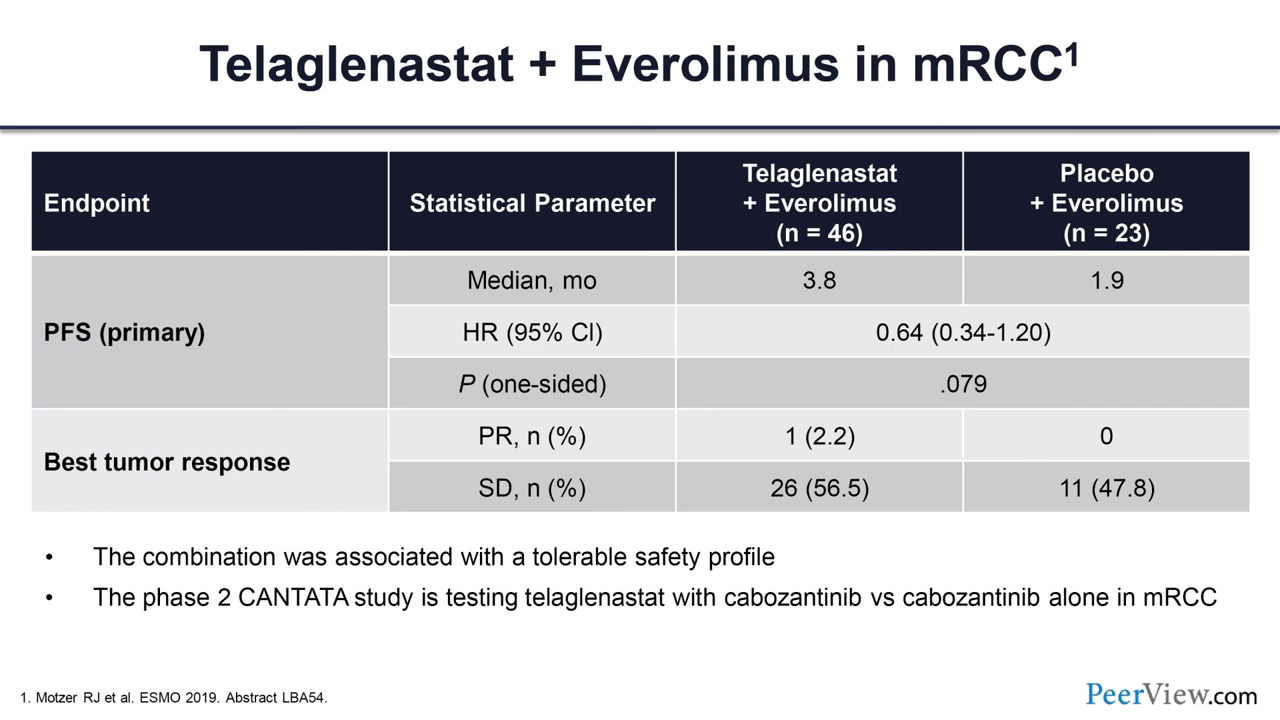 Telaglenastat + Everolimus in mRCC1
Endpoint
Statistical Parameter
Telaglenastat
+ Everolimus
(n = 46)
Placebo
+ Everolimus
(n = 23)
PFS (primary)
Median, mo
3.8
1.9
HR (95% CI)
0.64 (0.34-1.20)
P (one-sided)
.079
Best tumor response
PR, n (%)
1 (2.2)
0
SD, n (%)
26 (56.5)
11 (47.8)
• The combination was associated with a tolerable safety profile
• The phase 2 CANTATA study is testing telaglenastat with cabozantinib vs cabozantinib alone in mRCC
1. Motzer RJ et al. ESMO 2019. Abstract LBA54.
PeerView.com